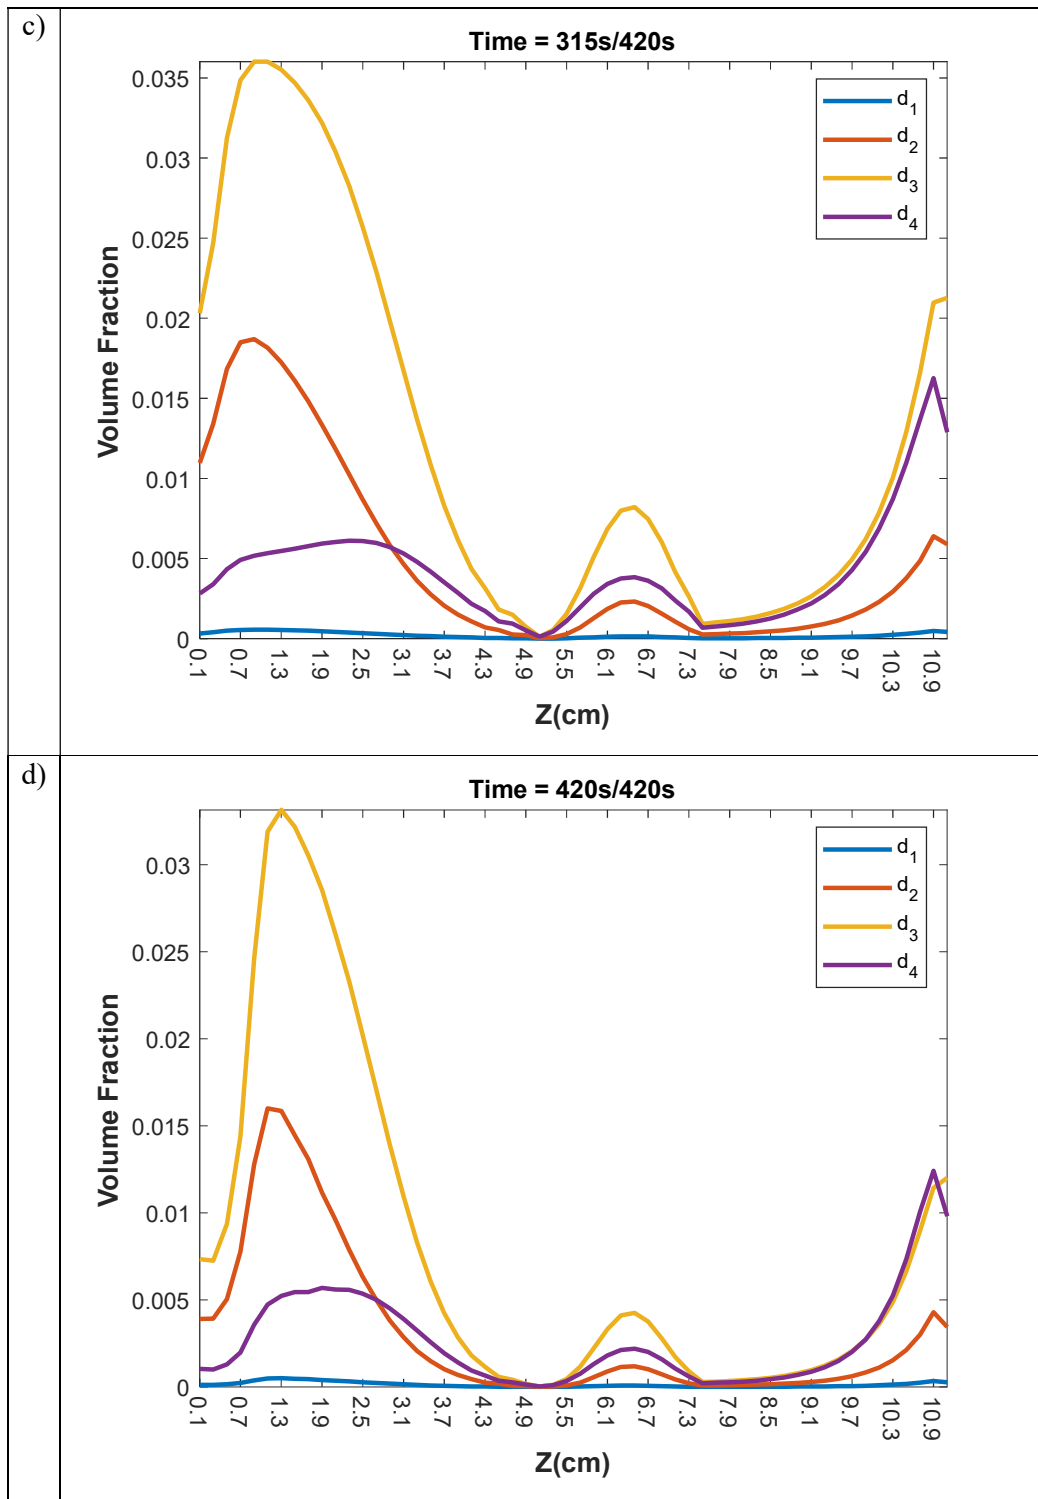 c)
Time = 315s/420s
0.035
0.03
0.025
0.02
0.015
0.01
0.005
0
Volume Fraction
d1
d2
d3
d4
0.1 0.7 1.3 1.9 2.5 3.1 3.7 4.3 4.9 5.5 6.1 6.7 7.3 7.9 8.5 9.1 9.7 10.3 10.9
Z(cm)
d)
Time = 420s/420s
0.03
0.025
0.02
0.015
0.01
0.005
0
Volume Fraction
d1
d2
d3
d4
0.1 0.7 1.3 1.9 2.5 3.1 3.7 4.3 4.9 5.5 6.1 6.7 7.3 7.9 8.5 9.1 9.7 10.3 10.9
Z(cm)